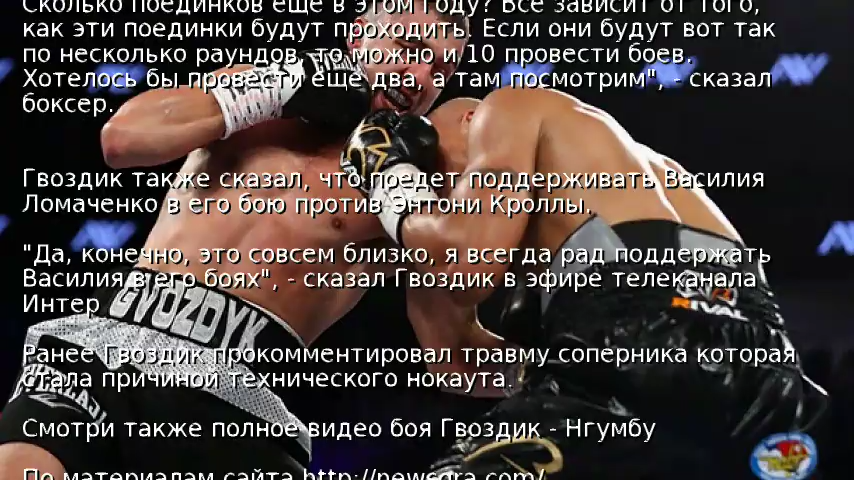 Сколько поединков еще в этом году? Все зависит от того,
как эти поединки будут проходить. Если они будут вот так
по несколько раундов, то можно и 10 провести боев.
Хотелось бы провести еще два, а там посмотрим", - сказал
боксер.
Гвоздик также сказал, что поедет поддерживать Василия
Ломаченко в его бою против Энтони Кроллы.
"Да, конечно, это совсем близко, я всегда рад поддержать
Василия в его боях", - сказал Гвоздик в эфире телеканала
Интер
GVOZDYK
RIVAL
Ранее Гвоздик прокомментировал травму соперника которая
стала причиной технического нокаута.
Смотри также полное видео боя Гвоздик - Нгумбу
По материалам сайта http://newsgra.com/